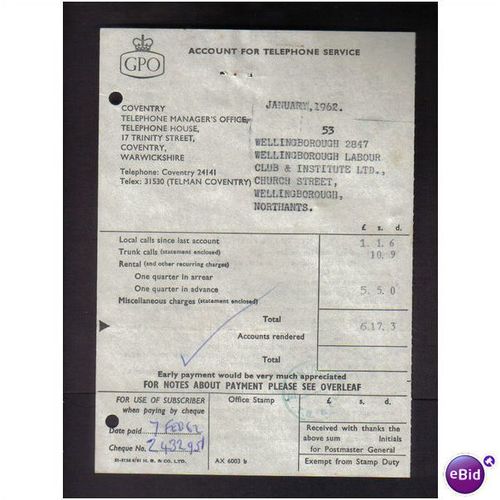 GPO
ACCOUNT FOR TELEPHONE SERVICE
COVENTRY
TELEPHONE MANAGER'S OFFICE,
TELEPHONE HOUSE,
17 TRINITY STREET,
COVENTRY,
WARWICKSHIRE
Telephone: Coventry 24141
Telex: 31530 (TELMAN COVENTRY)
JANUARY, 1962.
53
WELLINGBOROUGH 2847
WELLINGBOROUGH LABOUR
CLUB & INSTITUTE LTD.,
CHURCH STREET,
WELLINGBOROUGH,
NORTHANTS.
£ s. d.
Local calls since last account 1. 1. 6
Trunk calls (statement enclosed) 10. 9
Rental (and other recurring charges)
One quarter in arrear
One quarter in advance 5. 5. 0
Miscellaneous charges (statement enclosed)
Total 6.17. 3
Accounts rendered
Total
Early payment would be very much appreciated
FOR NOTES ABOUT PAYMENT PLEASE SEE OVERLEAF
FOR USE OF SUBSCRIBER
when paying by cheque
Date paid 7 FEB 62
Cheque No.
Office Stamp
£ s. d.
Received with thanks the
above sum Initials
for Postmaster General
AX 6003 b
Exempt from Stamp Duty
eBid